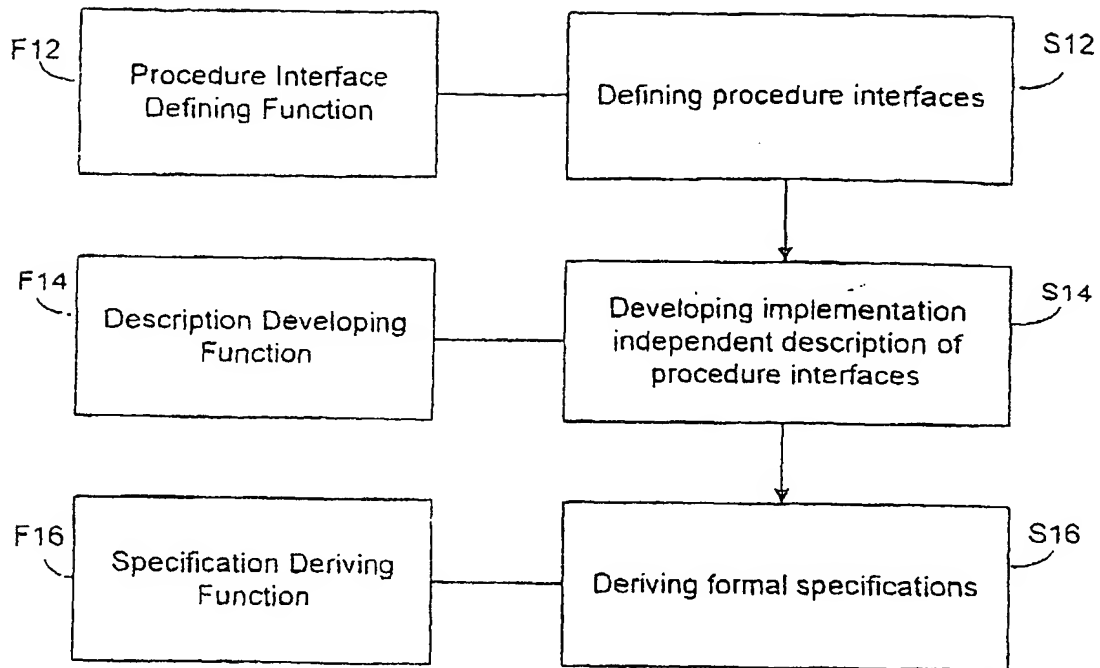 F12
Procedure Interface
Defining Function
Defining procedure interfaces
S12
F14
Description Developing
Function
Developing implementation
independent description of
procedure interfaces
S14
F16
Specification Deriving
Function
Deriving formal specifications
S16